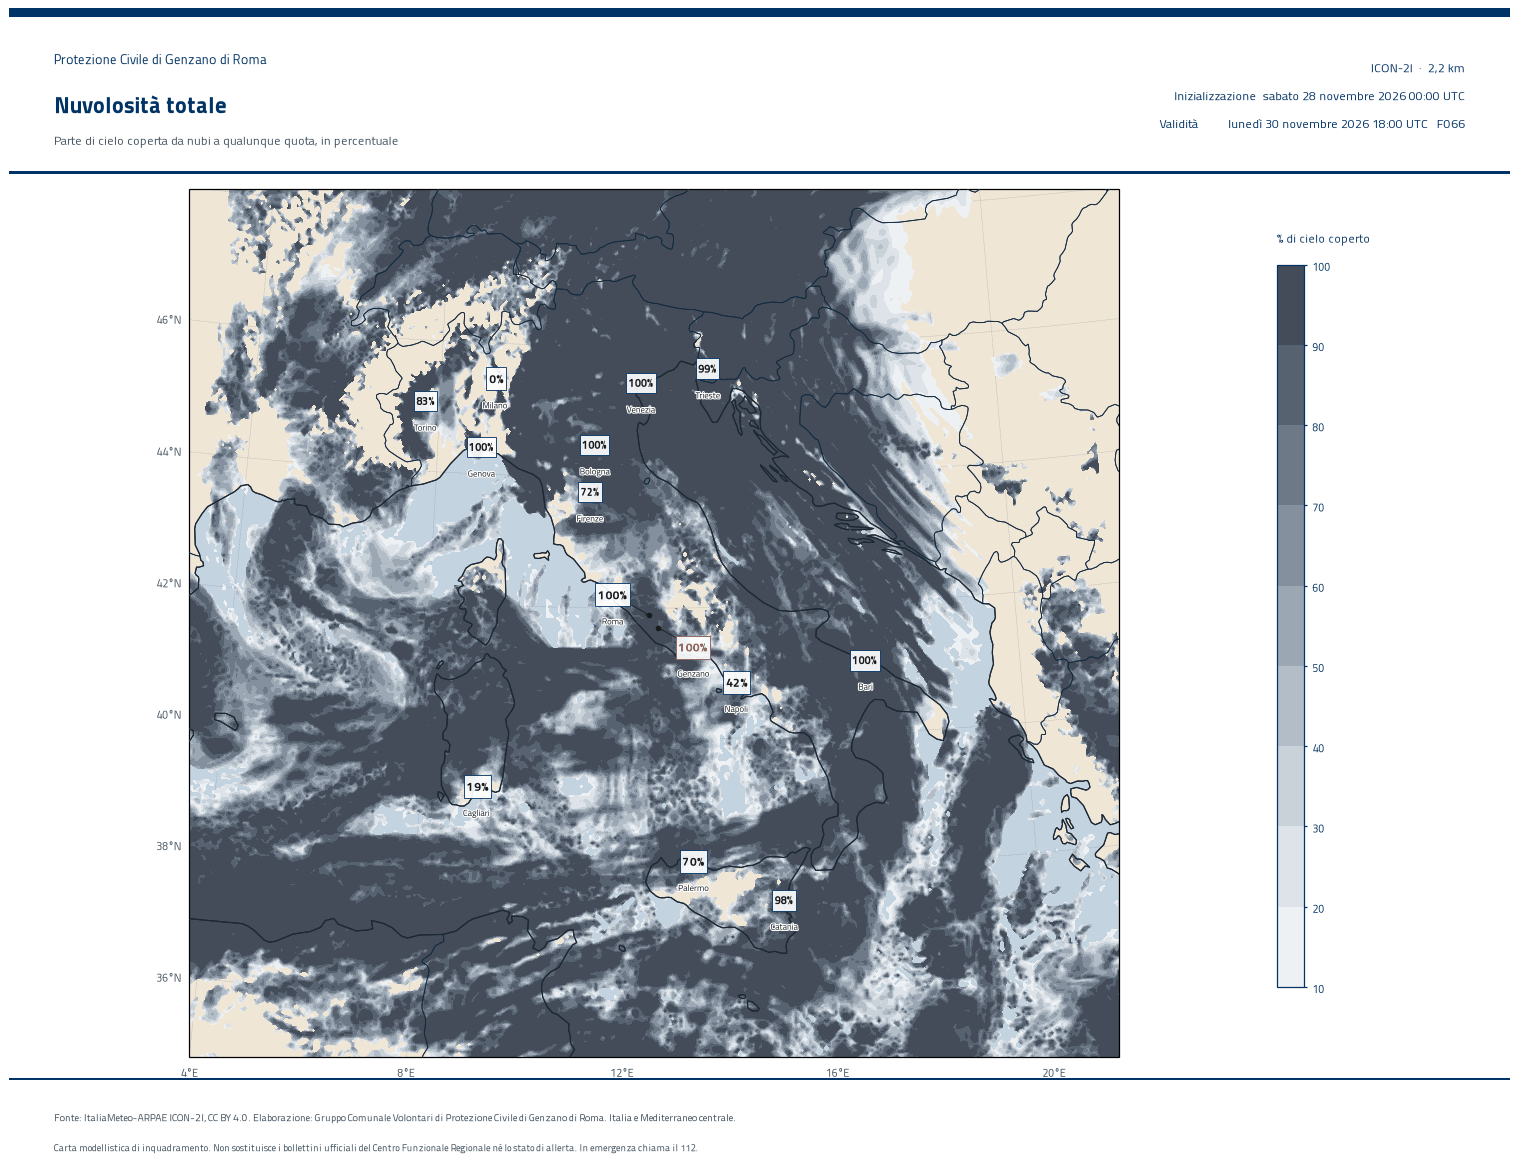 Protezione Civile di Genzano di Roma
Nuvolosità totale
Parte di cielo coperta da nubi a qualunque quota, in percentuale
ICON-2I · 2,2 km
Inizializzazione sabato 28 novembre 2026 00:00 UTC
Validità lunedì 30 novembre 2026 18:00 UTC F066
% di cielo coperto
100
90
80
70
60
50
40
30
20
10
46°N
44°N
42°N
40°N
38°N
36°N
4°E
8°E
12°E
16°E
20°E
99%
Trieste
0%
Milano
100%
Venezia
83%
Torino
100%
Genova
100%
Bologna
72%
Firenze
100%
Roma
100%
Genzano
100%
Bari
42%
Napoli
19%
Cagliari
70%
Palermo
98%
Catania
Fonte: ItaliaMeteo-ARPAE ICON-2I, CC BY 4.0. Elaborazione: Gruppo Comunale Volontari di Protezione Civile di Genzano di Roma. Italia e Mediterraneo centrale.
Carta modellistica di inquadramento. Non sostituisce i bollettini ufficiali del Centro Funzionale Regionale né lo stato di allerta. In emergenza chiama il 112.